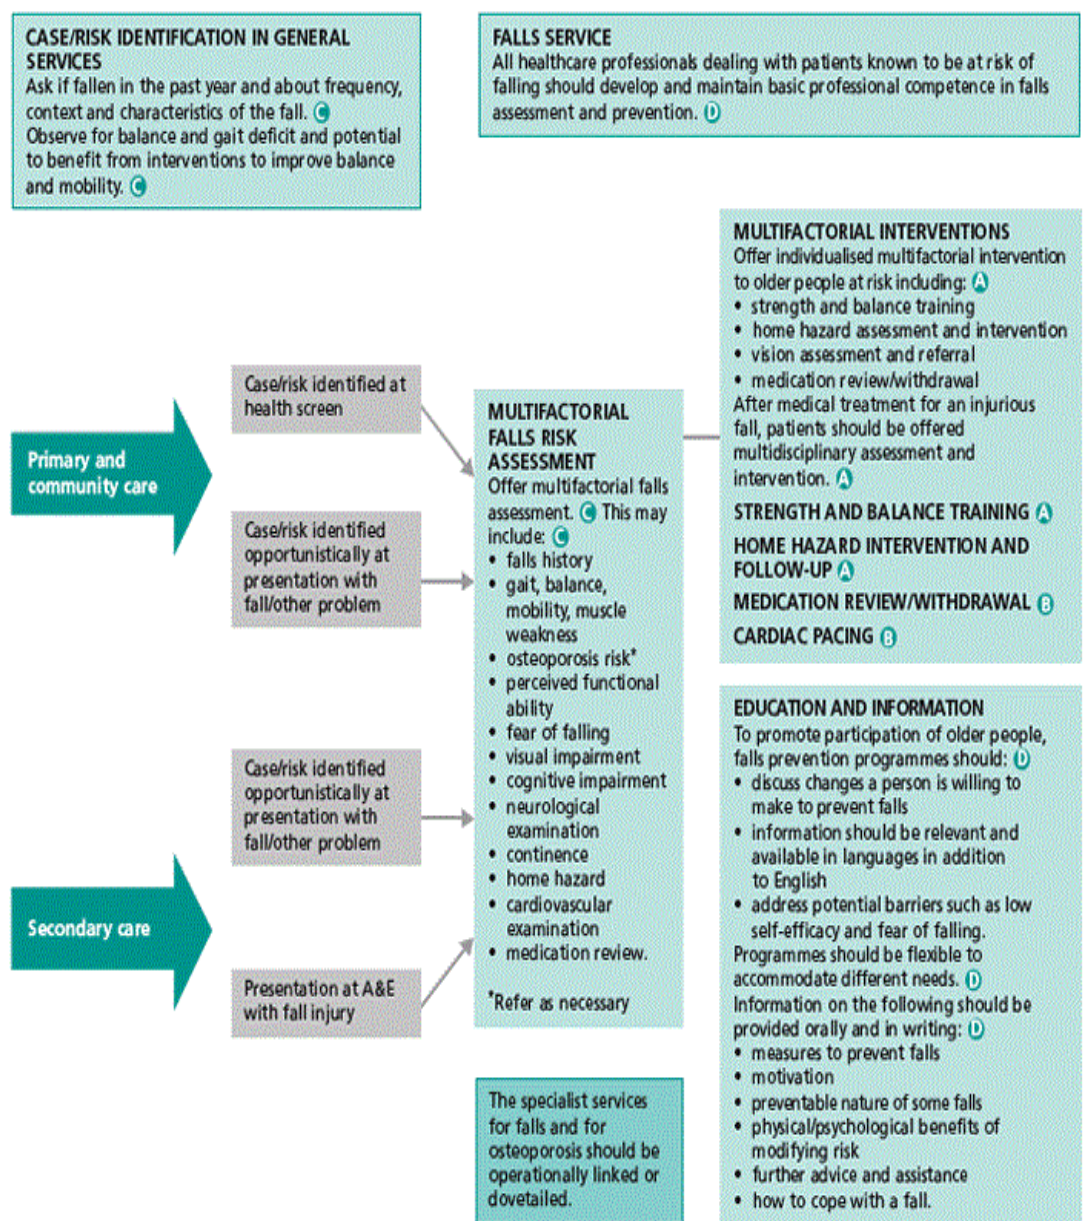 CASE/RISK IDENTIFICATION IN GENERAL
SERVICES
Ask if fallen in the past year and about frequency,
context and characteristics of the fall. C
Observe for balance and gait deficit and potential
to benefit from interventions to improve balance
and mobility. C
FALLS SERVICE
All healthcare professionals dealing with patients known to be at risk of
falling should develop and maintain basic professional competence in falls
assessment and prevention. D
Primary and
community care
Case/risk identified at
health screen
Case/risk identified
opportunistically at
presentation with
fall/other problem
Secondary care
Case/risk identified
opportunistically at
presentation with
fall/other problem
Presentation at A&E
with fall injury
MULTIFACTORIAL
FALLS RISK
ASSESSMENT
Offer multifactorial falls
assessment. C This may
include: C
• falls history
• gait, balance,
mobility, muscle
weakness
• osteoporosis risk*
• perceived functional
ability
• fear of falling
• visual impairment
• cognitive impairment
• neurological
examination
• continence
• home hazard
• cardiovascular
examination
• medication review.
*Refer as necessary
The specialist services
for falls and for
osteoporosis should be
operationally linked or
dovetailed.
MULTIFACTORIAL INTERVENTIONS
Offer individualised multifactorial intervention
to older people at risk including: A
• strength and balance training
• home hazard assessment and intervention
• vision assessment and referral
• medication review/withdrawal
After medical treatment for an injurious
fall, patients should be offered
multidisciplinary assessment and
intervention. A
STRENGTH AND BALANCE TRAINING A
HOME HAZARD INTERVENTION AND
FOLLOW-UP A
MEDICATION REVIEW/WITHDRAWAL B
CARDIAC PACING B
EDUCATION AND INFORMATION
To promote participation of older people,
falls prevention programmes should: D
• discuss changes a person is willing to
make to prevent falls
• information should be relevant and
available in languages in addition
to English
• address potential barriers such as low
self-efficacy and fear of falling.
Programmes should be flexible to
accommodate different needs. D
Information on the following should be
provided orally and in writing: D
• measures to prevent falls
• motivation
• preventable nature of some falls
• physical/psychological benefits of
modifying risk
• further advice and assistance
• how to cope with a fall.